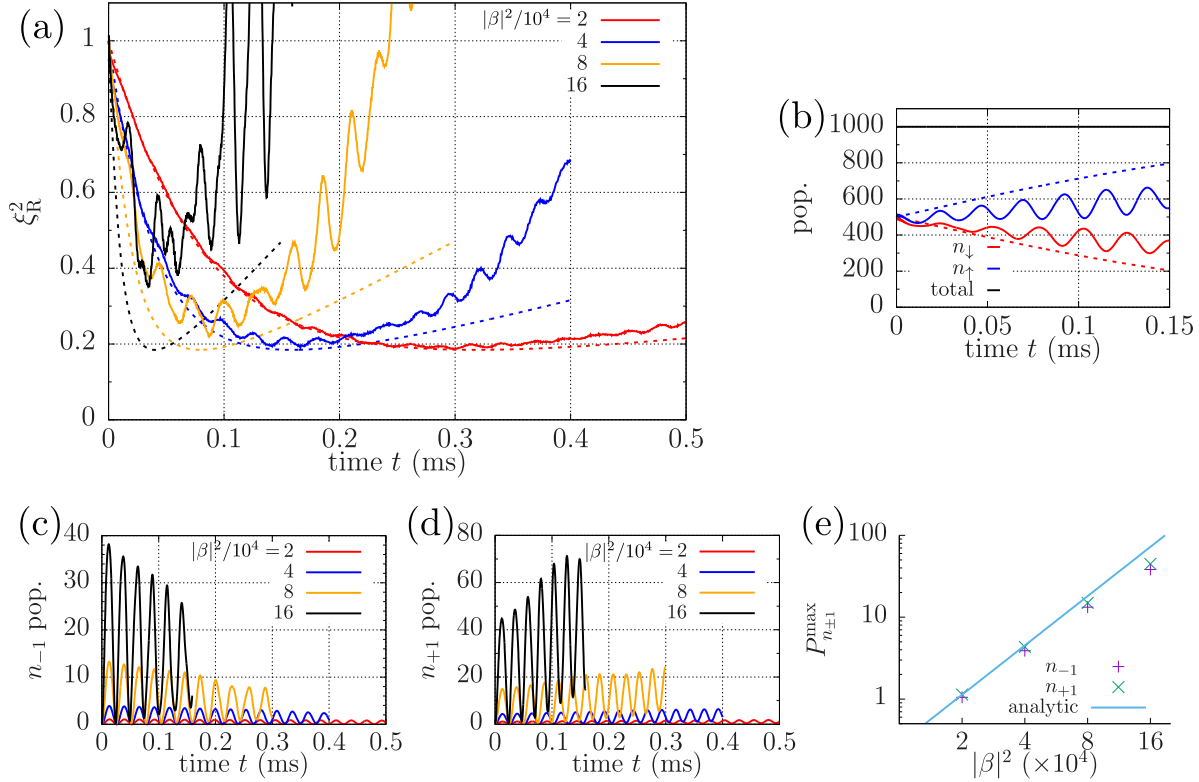 (a)
|β|²/10⁴ = 2
4
8
16
1
0.8
0.6
0.4
0.2
0
ξ²_R
0 0.1 0.2 0.3 0.4 0.5
time t (ms)
(b)
1000
800
600
400
200
0
pop.
n↓
n↑
total
0 0.05 0.1 0.15
time t (ms)
(c)
|β|²/10⁴ = 2
4
8
16
40
30
20
10
0
n₋₁ pop.
0 0.1 0.2 0.3 0.4 0.5
time t (ms)
(d)
|β|²/10⁴ = 2
4
8
16
80
60
40
20
0
n₊₁ pop.
0 0.1 0.2 0.3 0.4 0.5
time t (ms)
(e)
100
10
1
P^max_n±1
n₋₁
n₊₁
analytic
2 4 8 16
|β|² (×10⁴)